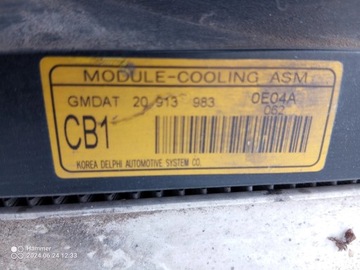 MODULE-COOLING ASM
GMDAT 20 913 983 0E04A
062
CB1
KOREA DELPHI AUTOMOTIVE SYSTEM CO.
Hammer
2024.06.24 12:33